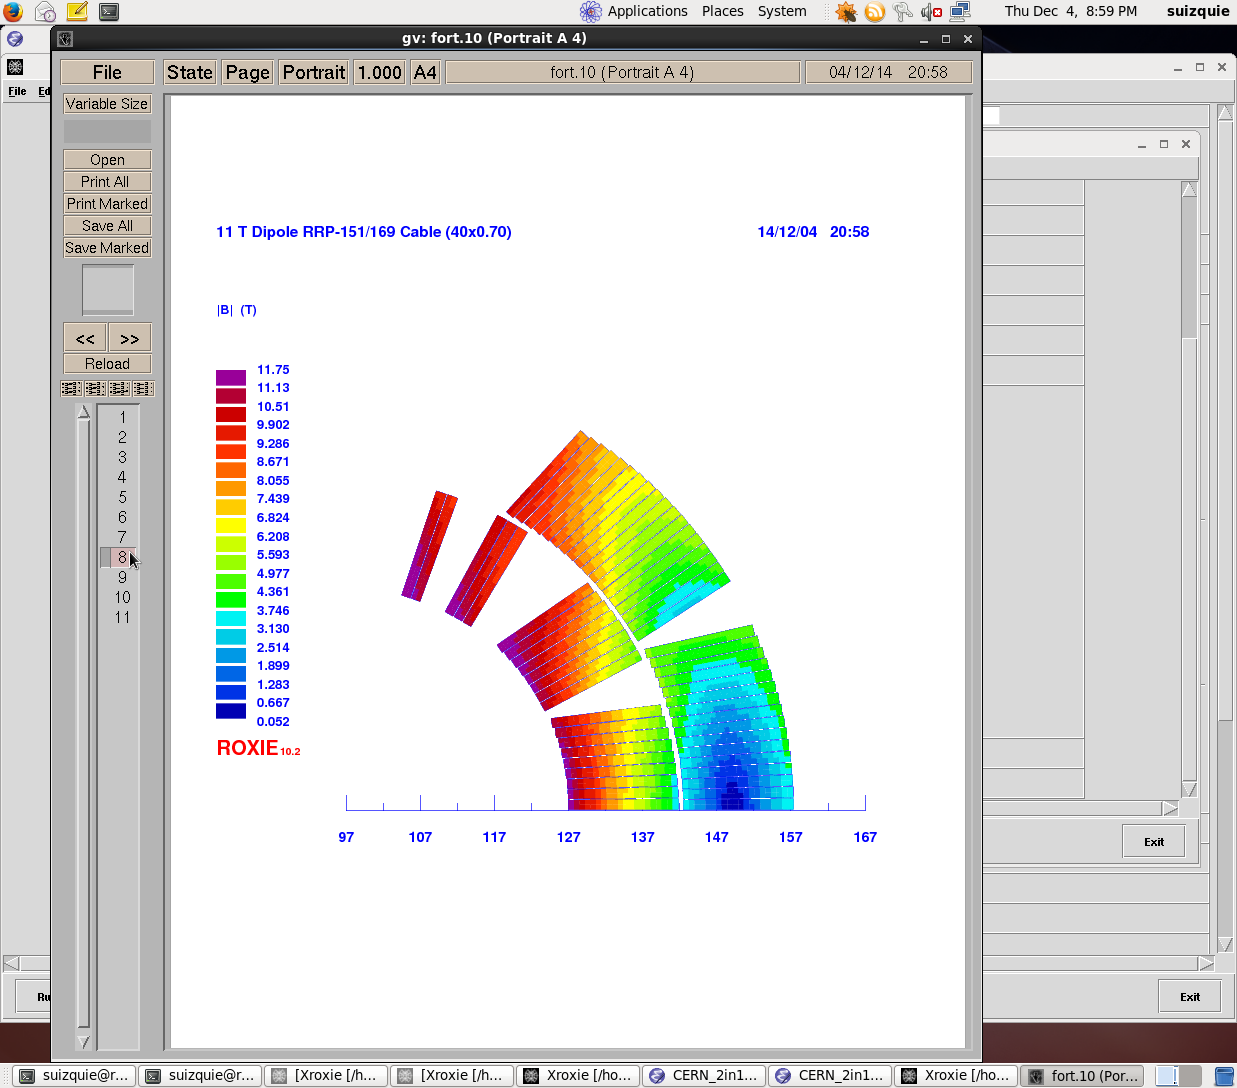 Applications Places System Thu Dec 4, 8:59 PM suizquie
gv: fort.10 (Portrait A 4)
File State Page Portrait 1.000 A4 fort.10 (Portrait A 4) 04/12/14 20:58
File Ed
Variable Size
Open
Print All
Print Marked
Save All
Save Marked
<< >>
Reload
1
2
3
4
5
6
7
8
9
10
11
11 T Dipole RRP-151/169 Cable (40x0.70) 14/12/04 20:58
|B| (T)
11.75
11.13
10.51
9.902
9.286
8.671
8.055
7.439
6.824
6.208
5.593
4.977
4.361
3.746
3.130
2.514
1.899
1.283
0.667
0.052
ROXIE 10.2
97 107 117 127 137 147 157 167
Exit
Ru
Exit
suizquie@r... suizquie@r... [Xroxie [/h... [Xroxie [/h... Xroxie [/ho... CERN_2in1... CERN_2in1... Xroxie [/ho... fort.10 (Por...